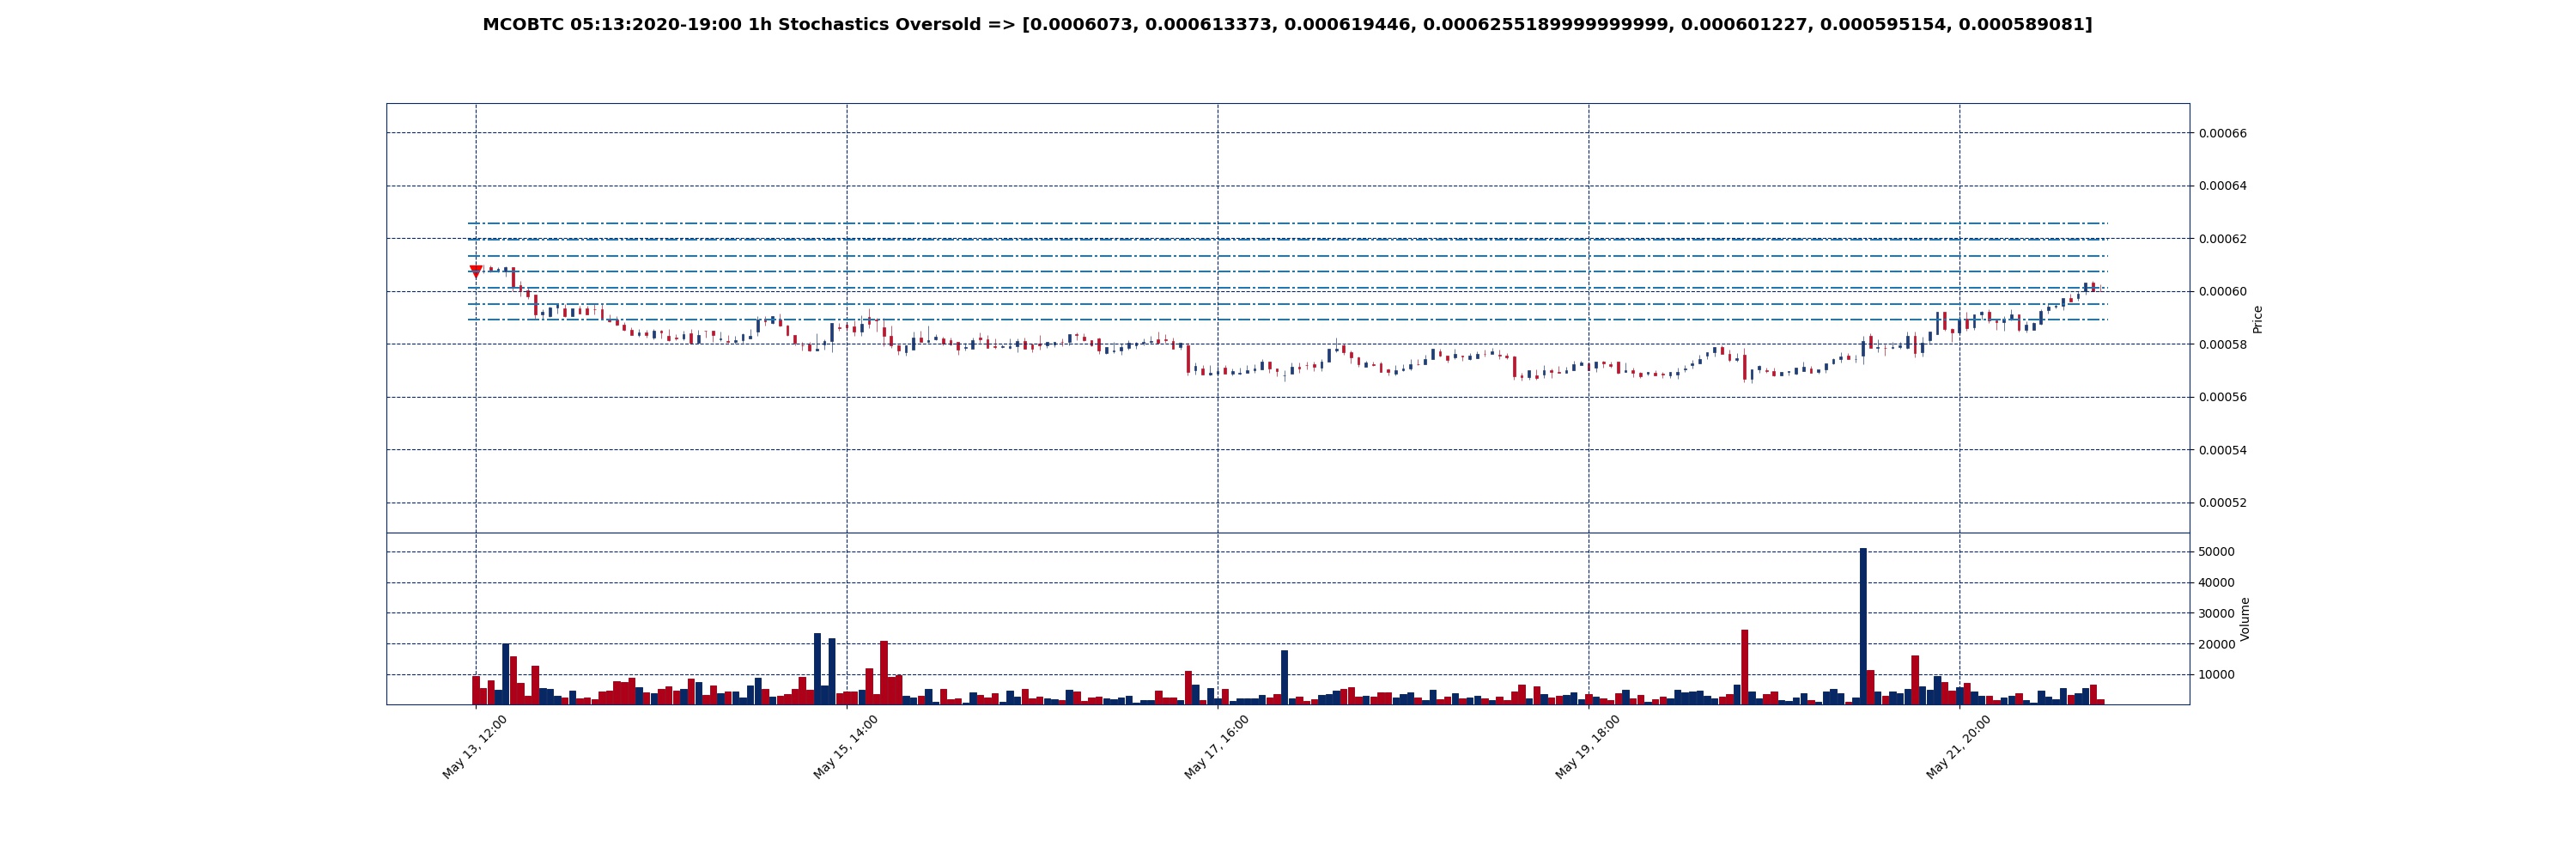 MCOBTC 05:13:2020-19:00 1h Stochastics Oversold => [0.0006073, 0.000613373, 0.000619446, 0.0006255189999999999, 0.000601227, 0.000595154, 0.000589081]
0.00066
0.00064
0.00062
0.00060
0.00058
0.00056
0.00054
0.00052
Price
50000
40000
30000
20000
10000
Volume
May 13, 12:00
May 15, 14:00
May 17, 16:00
May 19, 18:00
May 21, 20:00